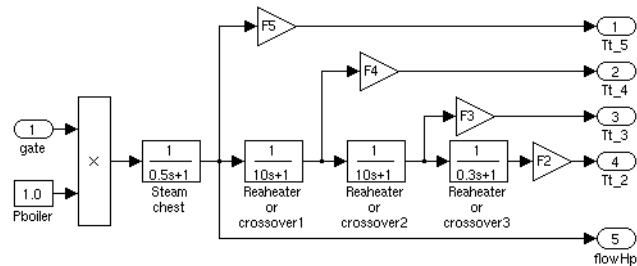 F5
1
Tt_5
F4
2
Tt_4
1
gate
×
F3
3
Tt_3
1
0.5s+1
Steam
chest
1
10s+1
Reaheater
or
crossover1
1
10s+1
Reaheater
or
crossover2
1
0.3s+1
Reaheater
or
crossover3
F2
4
Tt_2
1.0
Pboiler
5
flowHp